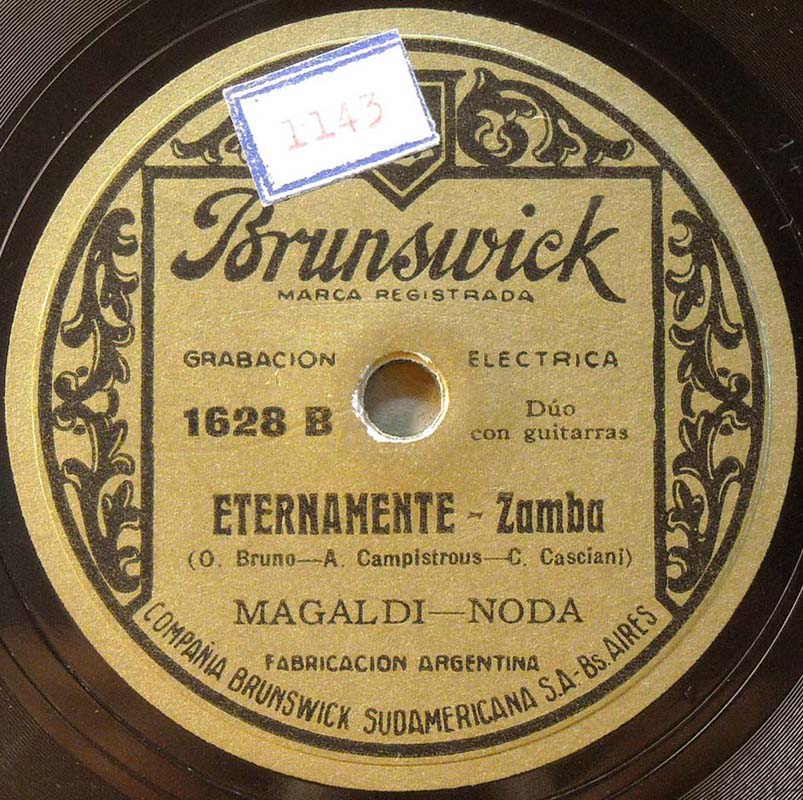 1143
Brunswick
MARCA REGISTRADA
GRABACION ELECTRICA
1628 B
Dúo
con guitarras
ETERNAMENTE - Zamba
(O. Bruno—A. Campistrous—C. Casciani)
MAGALDI—NODA
FABRICACION ARGENTINA
COMPAÑIA BRUNSWICK SUDAMERICANA S.A.-Bs. AIRES